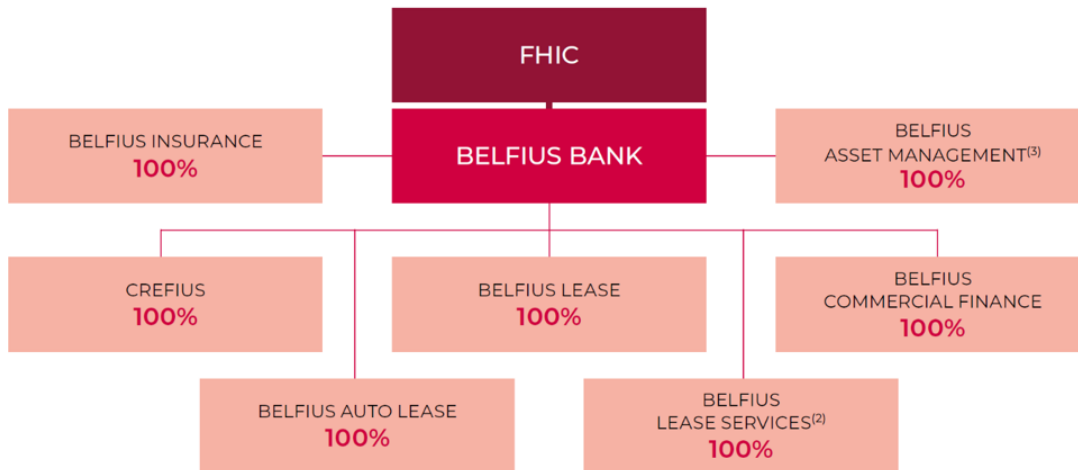 FHIC
BELFIUS INSURANCE
100%
BELFIUS BANK
BELFIUS
ASSET MANAGEMENT(3)
100%
CREFIUS
100%
BELFIUS LEASE
100%
BELFIUS
COMMERCIAL FINANCE
100%
BELFIUS AUTO LEASE
100%
BELFIUS
LEASE SERVICES(2)
100%